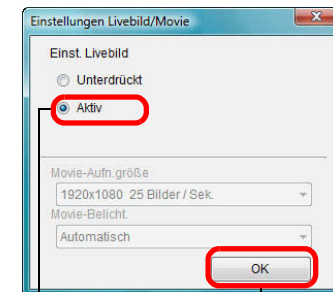 Einstellungen Livebild/Movie
Einst. Livebild
Unterdrückt
Aktiv
Movie-Aufn.größe
1920x1080 25 Bilder / Sek.
Movie-Belicht.
Automatisch
OK